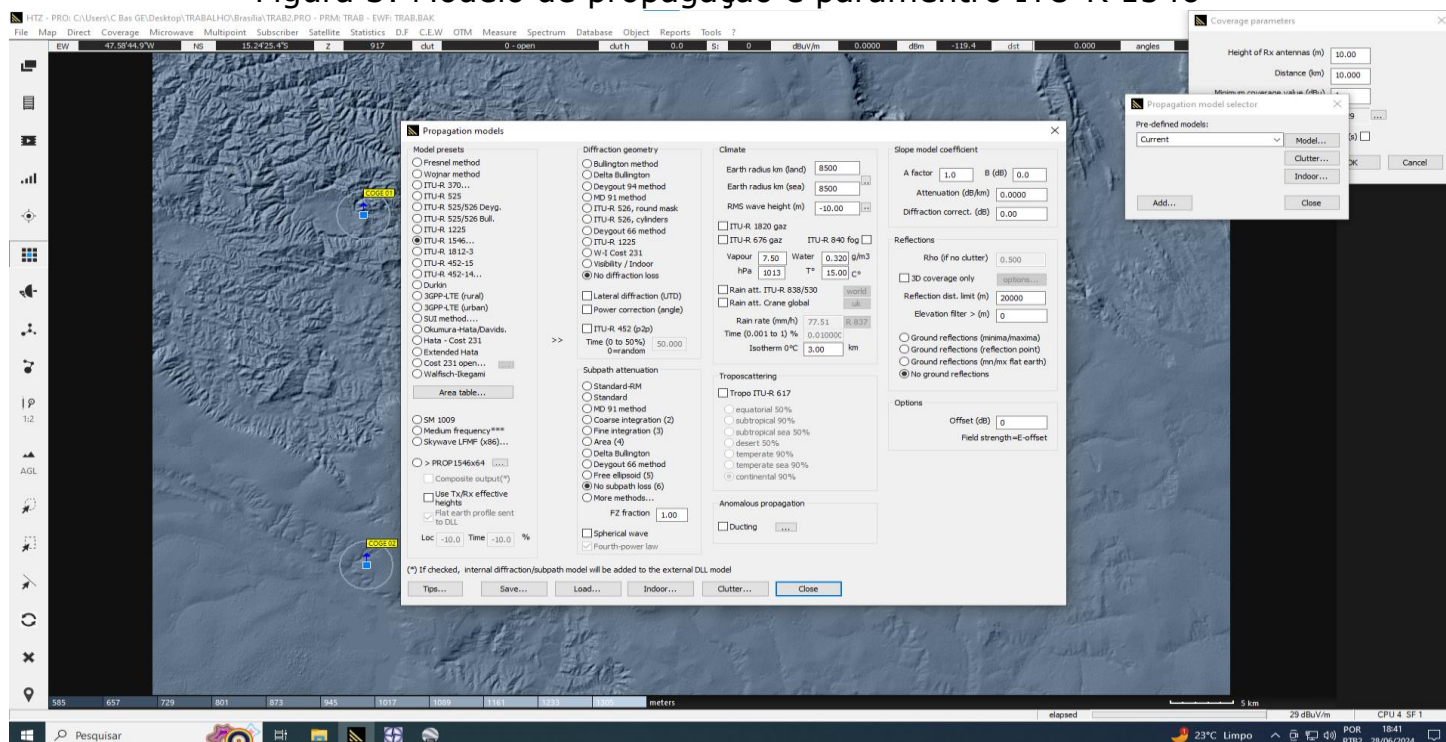 Figura 3: Modelo de propagação e parâmetro ITU-R 1546
HTZ - PRO: C:\Users\C Bas GE\Desktop\TRABALHO\Brasília\TRAB2.PRO - PRM: TRAB - EWF: TRAB.BAK
File Map Direct Coverage Microwave Multipoint Subscriber Satellite Statistics D.F C.E.W OTM Measure Spectrum Database Object Reports Tools ?
EW 47.58'44.9"W NS 15.24'25.4"S Z 917 clut 0 - open clut h 0.0 S: 0 dBuV/m 0.0000 dBm -119.4 dst 0.000 angles
1:2
AGL
COGE 01
COGE 02
Coverage parameters
Height of Rx antennas (m) 10.00
Distance (km) 10.000
Minimum coverage value (dBu)
...
(s)
OK Cancel
Propagation model selector
Pre-defined models:
Current Model...
Clutter...
Indoor...
Add... Close
Propagation models
Model presets
Fresnel method
Wojnar method
ITU-R 370...
ITU-R 525
ITU-R 525/526 Deyg.
ITU-R 525/526 Bull.
ITU-R 1225
ITU-R 1546...
ITU-R 1812-3
ITU-R 452-15
ITU-R 452-14...
Durkin
3GPP-LTE (rural)
3GPP-LTE (urban)
SUI method....
Okumura-Hata/Davids.
Hata - Cost 231
Extended Hata
Cost 231 open... ....
Walfisch-Ikegami
Area table...
SM 1009
Medium frequency***
Skywave LFMF (x86)...
> PROP1546x64 ....
Composite output(*)
Use Tx/Rx effective
heights
Flat earth profile sent
to DLL
Loc -10.0 Time -10.0 %
>>
Diffraction geometry
Bullington method
Delta Bullington
Deygout 94 method
MD 91 method
ITU-R 526, round mask
ITU-R 526, cylinders
Deygout 66 method
ITU-R 1225
W-I Cost 231
Visibility / Indoor
No diffraction loss
Lateral diffraction (UTD)
Power correction (angle)
ITU-R 452 (p2p)
Time (0 to 50%) 50.000
0=random
Subpath attenuation
Standard-RM
Standard
MD 91 method
Coarse integration (2)
Fine integration (3)
Area (4)
Delta Bullington
Deygout 66 method
Free ellipsoid (5)
No subpath loss (6)
More methods...
FZ fraction 1.00
Spherical wave
Fourth-power law
Climate
Earth radius km (land) 8500
Earth radius km (sea) 8500 ...
RMS wave height (m) -10.00 ...
ITU-R 1820 gaz
ITU-R 676 gaz ITU-R 840 fog
Vapour 7.50 Water 0.320 g/m3
hPa 1013 T° 15.00 C°
Rain att. ITU-R 838/530 world
Rain att. Crane global uk
Rain rate (mm/h) 77.51 R 837
Time (0.001 to 1) % 0.01000C
Isotherm 0°C 3.00 km
Troposcattering
Tropo ITU-R 617
equatorial 50%
subtropical 90%
subtropical sea 50%
desert 50%
temperate 90%
temperate sea 90%
continental 90%
Anomalous propagation
Ducting ....
Slope model coefficient
A factor 1.0 B (dB) 0.0
Attenuation (dB/km) 0.0000
Diffraction correct. (dB) 0.00
Reflections
Rho (if no clutter) 0.500
3D coverage only options...
Reflection dist. limit (m) 20000
Elevation filter > (m) 0
Ground reflections (minima/maxima)
Ground reflections (reflection point)
Ground reflections (mn/mx flat earth)
No ground reflections
Options
Offset (dB) 0
Field strength=E-offset
(*) If checked, internal diffraction/subpath model will be added to the external DLL model
Tips... Save... Load... Indoor... Clutter... Close
585 657 729 801 873 945 1017 1089 1161 1233 1305 meters
5 km
elapsed 29 dBuV/m CPU 4 SF 1
Pesquisar
23°C Limpo POR 18:41
PTB2 28/06/2024